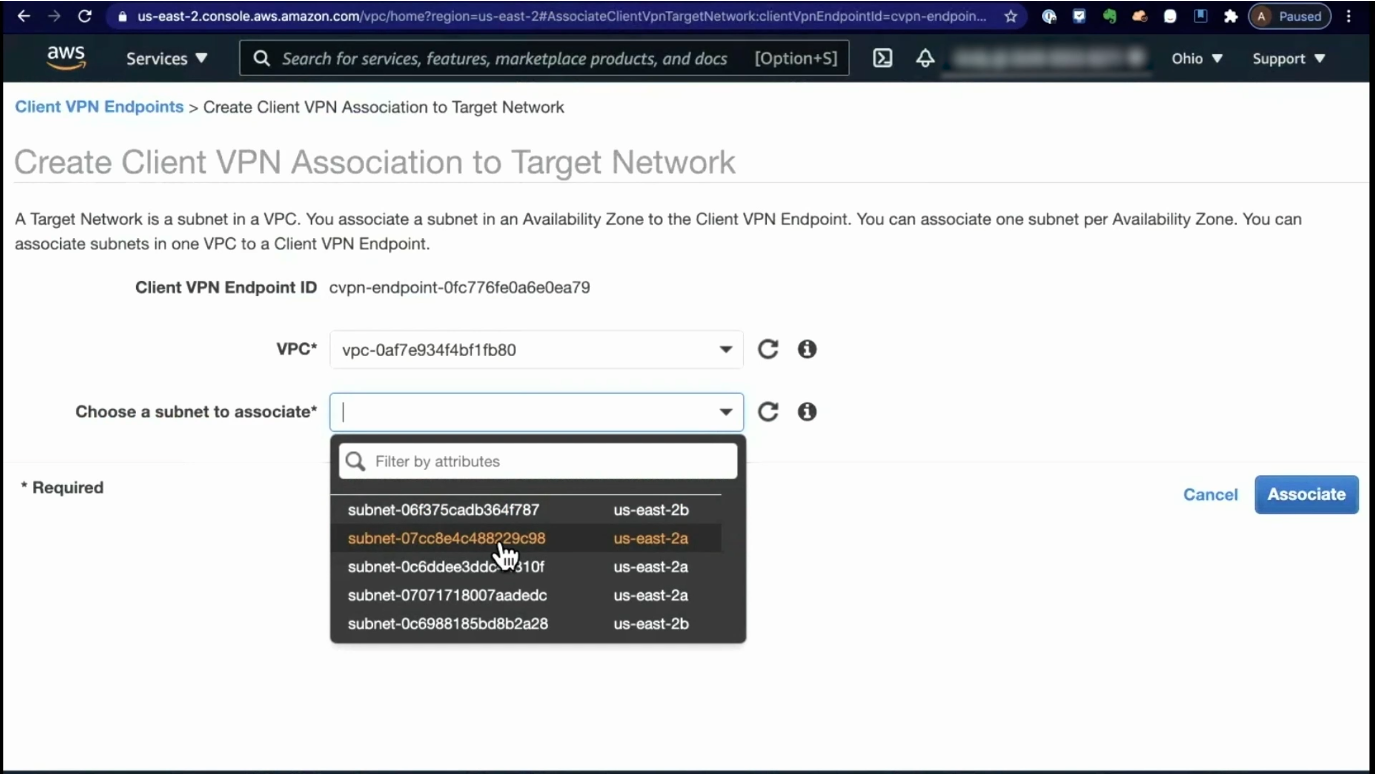 us-east-2.console.aws.amazon.com/vpc/home?region=us-east-2#AssociateClientVpnTargetNetwork:clientVpnEndpointId=cvpn-endpoin...
A Paused
aws Services Search for services, features, marketplace products, and docs [Option+S] Ohio Support
Client VPN Endpoints > Create Client VPN Association to Target Network
Create Client VPN Association to Target Network
A Target Network is a subnet in a VPC. You associate a subnet in an Availability Zone to the Client VPN Endpoint. You can associate one subnet per Availability Zone. You can
associate subnets in one VPC to a Client VPN Endpoint.
Client VPN Endpoint ID cvpn-endpoint-0fc776fe0a6e0ea79
VPC* vpc-0af7e934f4bf1fb80
Choose a subnet to associate*
Filter by attributes
* Required
Cancel Associate
subnet-06f375cadb364f787 us-east-2b
subnet-07cc8e4c488229c98 us-east-2a
us-east-2a
subnet-07071718007aadedc us-east-2a
subnet-0c6988185bd8b2a28 us-east-2b